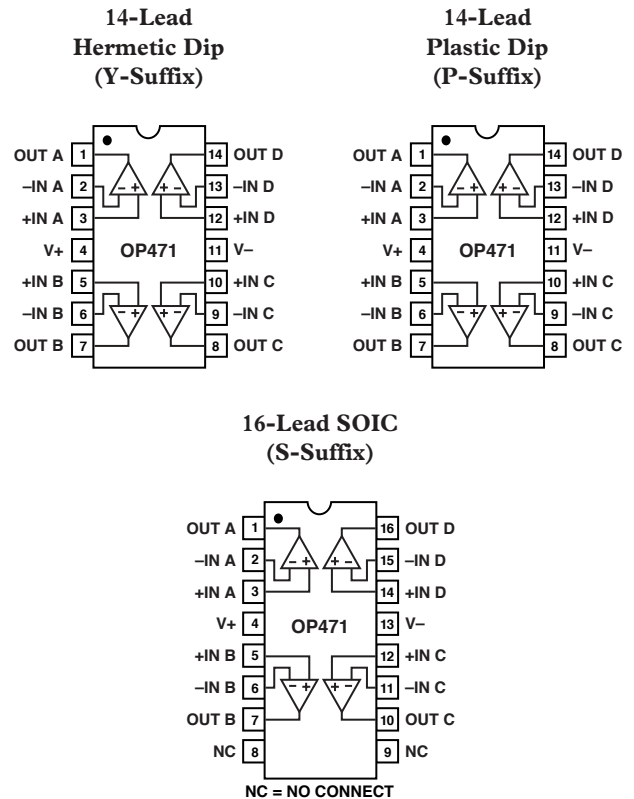 14-Lead
Hermetic Dip
(Y-Suffix)
14-Lead
Plastic Dip
(P-Suffix)
OUT A 1 14 OUT D
–IN A 2 – + + – 13 –IN D
+IN A 3 12 +IN D
V+ 4 OP471 11 V–
+IN B 5 10 +IN C
–IN B 6 – + + – 9 –IN C
OUT B 7 8 OUT C
OUT A 1 14 OUT D
–IN A 2 – + + – 13 –IN D
+IN A 3 12 +IN D
V+ 4 OP471 11 V–
+IN B 5 10 +IN C
–IN B 6 – + + – 9 –IN C
OUT B 7 8 OUT C
16-Lead SOIC
(S-Suffix)
OUT A 1 16 OUT D
–IN A 2 – + + – 15 –IN D
+IN A 3 14 +IN D
V+ 4 OP471 13 V–
+IN B 5 12 +IN C
–IN B 6 – + + – 11 –IN C
OUT B 7 10 OUT C
NC 8 9 NC
NC = NO CONNECT